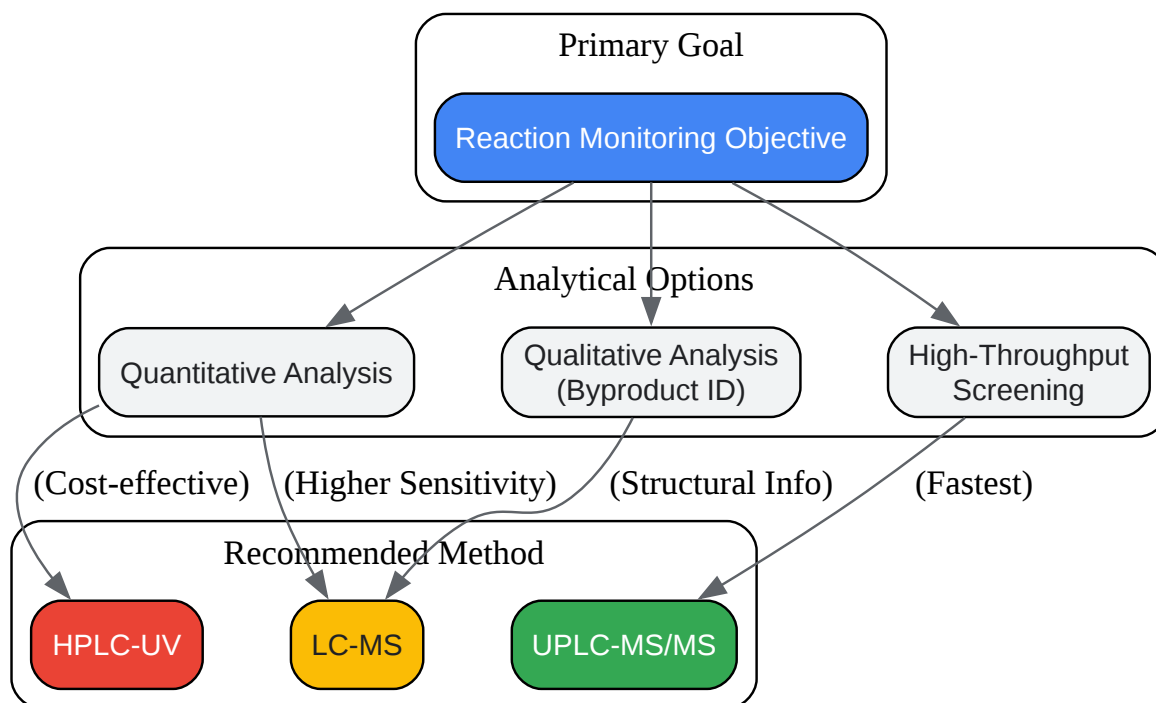 Primary Goal
Reaction Monitoring Objective
Analytical Options
Quantitative Analysis
Qualitative Analysis
(Byproduct ID)
High-Throughput
Screening
(Cost-effective)
(Higher Sensitivity)
(Structural Info)
(Fastest)
Recommended Method
HPLC-UV
LC-MS
UPLC-MS/MS